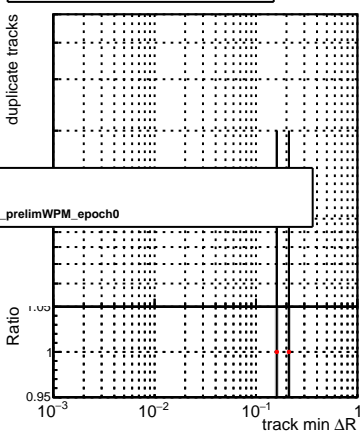 duplicate tracks
_prelimWPM_epoch0
1.05
Ratio
1
0.95
10⁻³ 10⁻² 10⁻¹ 1
track min ΔR